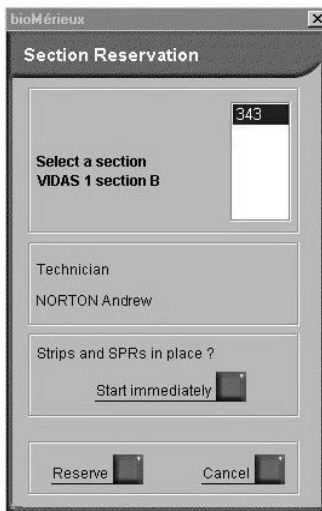 bioMérieux
Section Reservation
343
Select a section
VIDAS 1 section B
Technician
NORTON Andrew
Strips and SPRs in place ?
Start immediately
Reserve Cancel